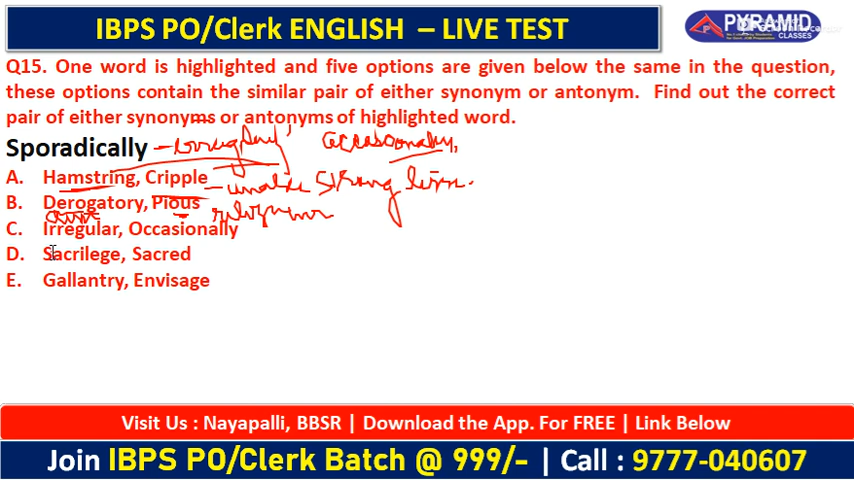 IBPS PO/Clerk ENGLISH – LIVE TEST
PYRAMID
CLASSES
Q15. One word is highlighted and five options are given below the same in the question,
these options contain the similar pair of either synonym or antonym. Find out the correct
pair of either synonyms or antonyms of highlighted word.
Sporadically
A. Hamstring, Cripple
B. Derogatory, Pious
C. Irregular, Occasionally
D. Sacrilege, Sacred
E. Gallantry, Envisage
Visit Us : Nayapalli, BBSR | Download the App. For FREE | Link Below
Join IBPS PO/Clerk Batch @ 999/- | Call : 9777-040607